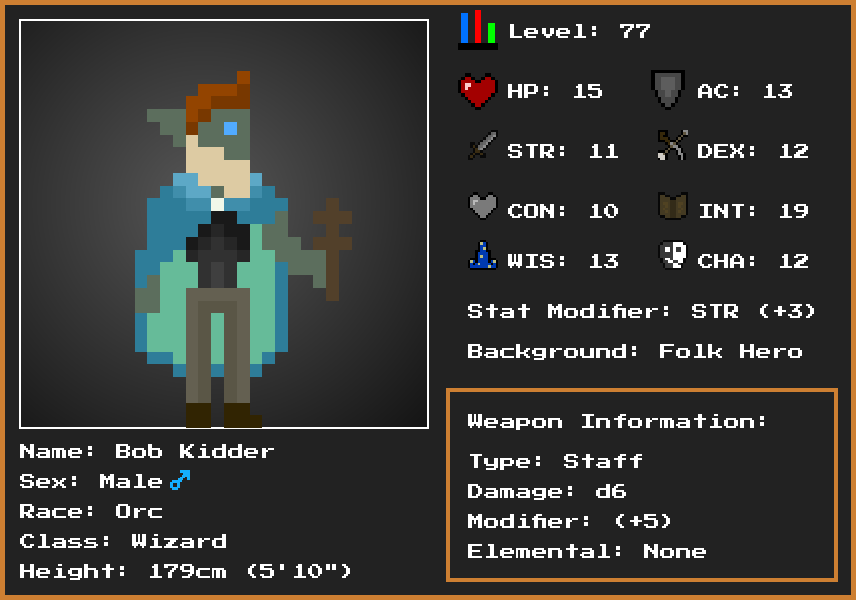 Level: 77
HP: 15 AC: 13
STR: 11 DEX: 12
CON: 10 INT: 19
WIS: 13 CHA: 12
Stat Modifier: STR (+3)
Background: Folk Hero
Weapon Information:
Type: Staff
Damage: d6
Modifier: (+5)
Elemental: None
Name: Bob Kidder
Sex: Male ♂
Race: Orc
Class: Wizard
Height: 179cm (5'10")